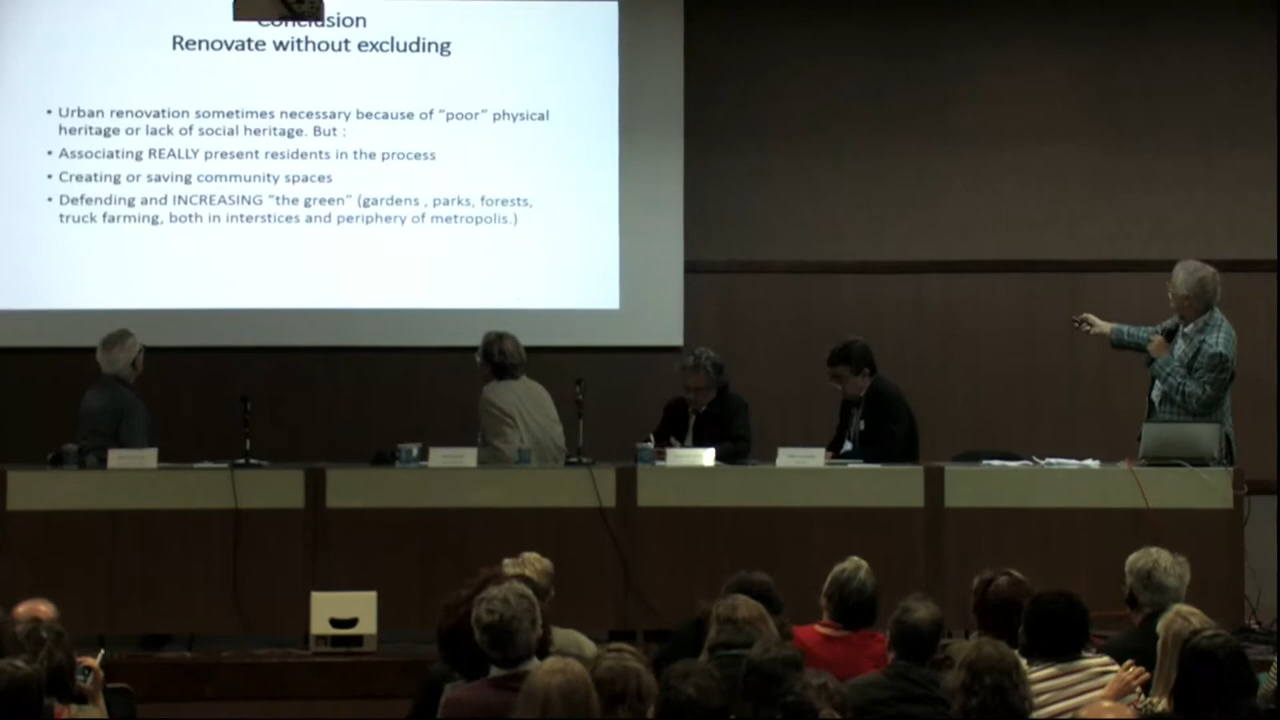 Conclusion
Renovate without excluding
• Urban renovation sometimes necessary because of “poor” physical
heritage or lack of social heritage. But :
• Associating REALLY present residents in the process
• Creating or saving community spaces
• Defending and INCREASING “the green” (gardens , parks, forests,
truck farming, both in interstices and periphery of metropolis.)